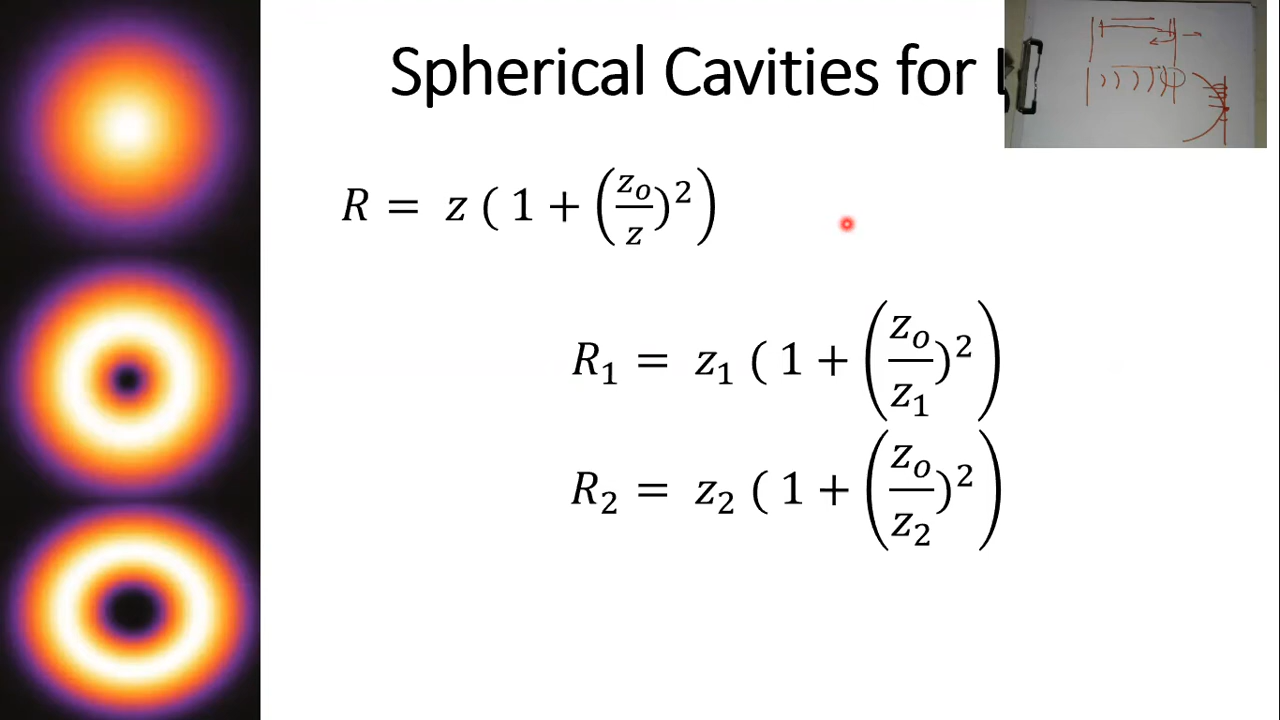 Spherical Cavities for
R = z ( 1 + (z₀/z)²)
R₁ = z₁ ( 1 + (z₀/z₁)²)
R₂ = z₂ ( 1 + (z₀/z₂)²)